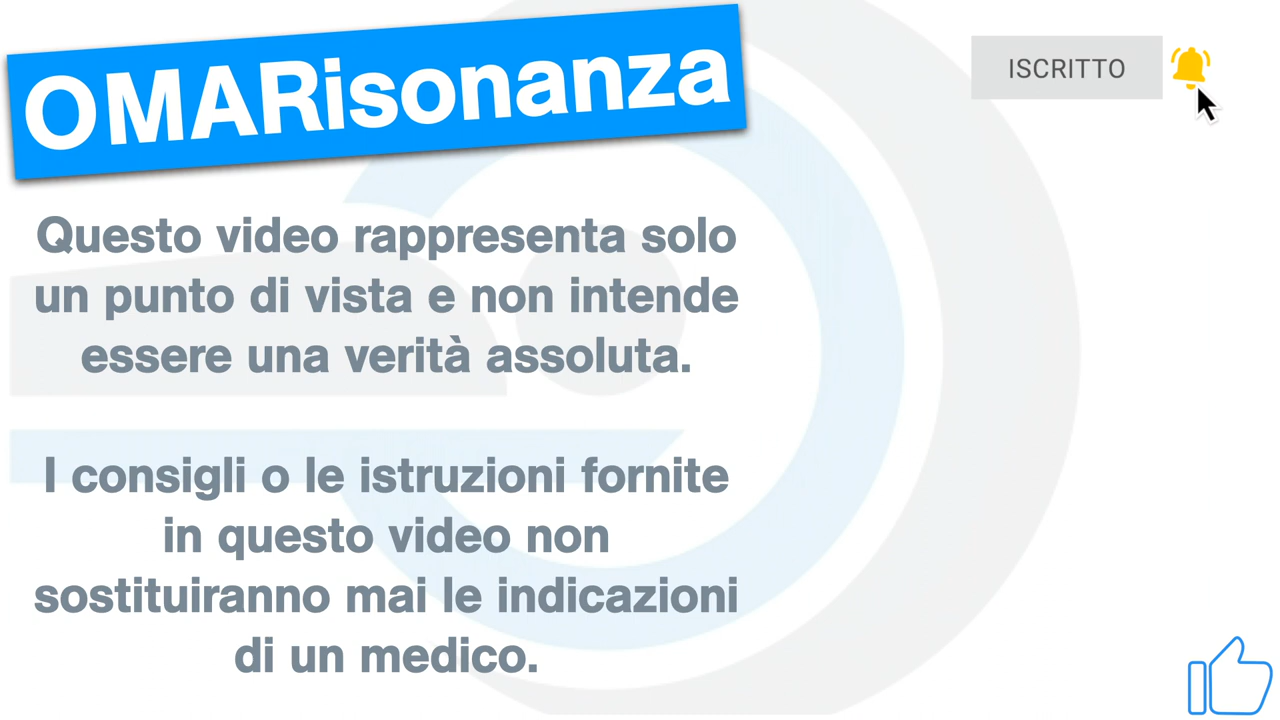 OMARisonanza
ISCRITTO
Questo video rappresenta solo
un punto di vista e non intende
essere una verità assoluta.
I consigli o le istruzioni fornite
in questo video non
sostituiranno mai le indicazioni
di un medico.